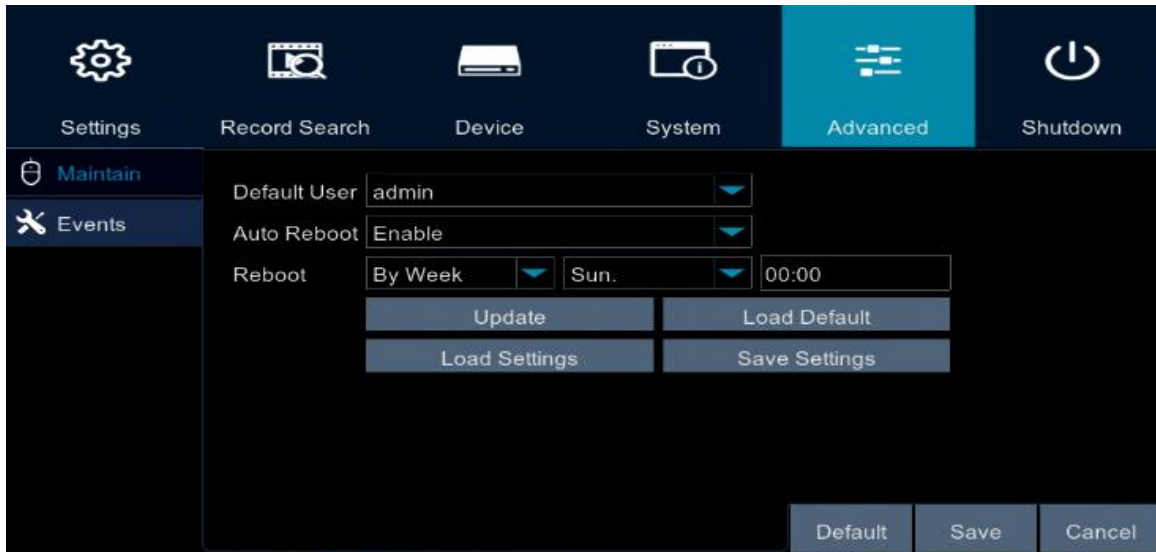 Settings Record Search Device System Advanced Shutdown
Maintain
Events
Default User admin
Auto Reboot Enable
Reboot By Week Sun. 00:00
Update Load Default
Load Settings Save Settings
Default Save Cancel